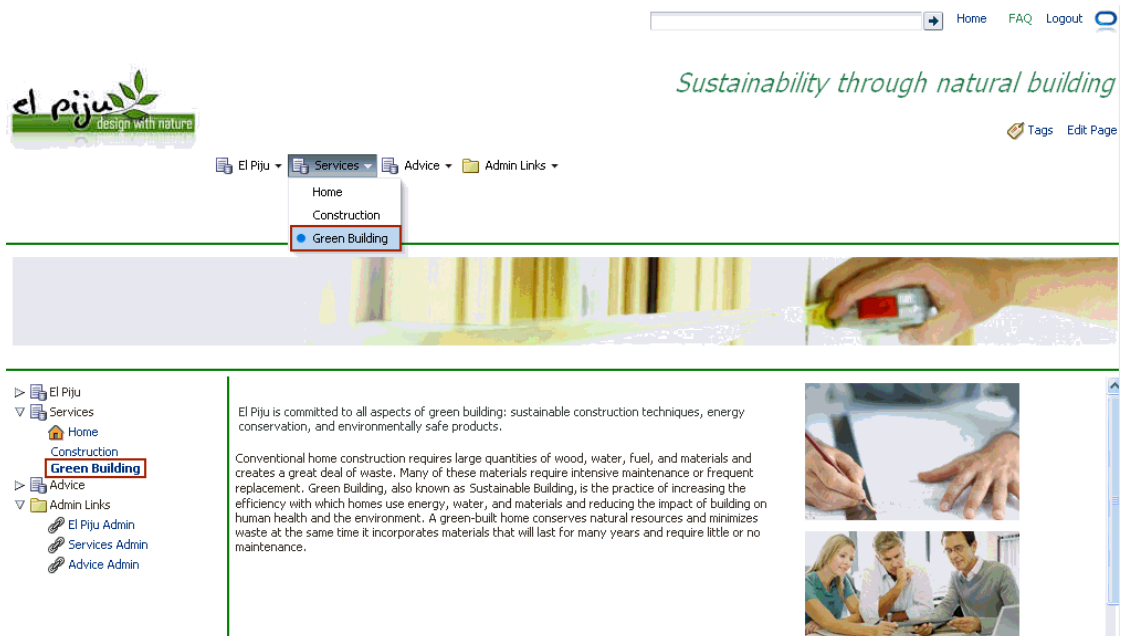 Home FAQ Logout
el piju
design with nature
Sustainability through natural building
Tags Edit Page
El Piju Services Advice Admin Links
Home
Construction
Green Building
El Piju
Services
Home
Construction
Green Building
Advice
Admin Links
El Piju Admin
Services Admin
Advice Admin
El Piju is committed to all aspects of green building: sustainable construction techniques, energy
conservation, and environmentally safe products.
Conventional home construction requires large quantities of wood, water, fuel, and materials and
creates a great deal of waste. Many of these materials require intensive maintenance or frequent
replacement. Green Building, also known as Sustainable Building, is the practice of increasing the
efficiency with which homes use energy, water, and materials and reducing the impact of building on
human health and the environment. A green-built home conserves natural resources and minimizes
waste at the same time it incorporates materials that will last for many years and require little or no
maintenance.